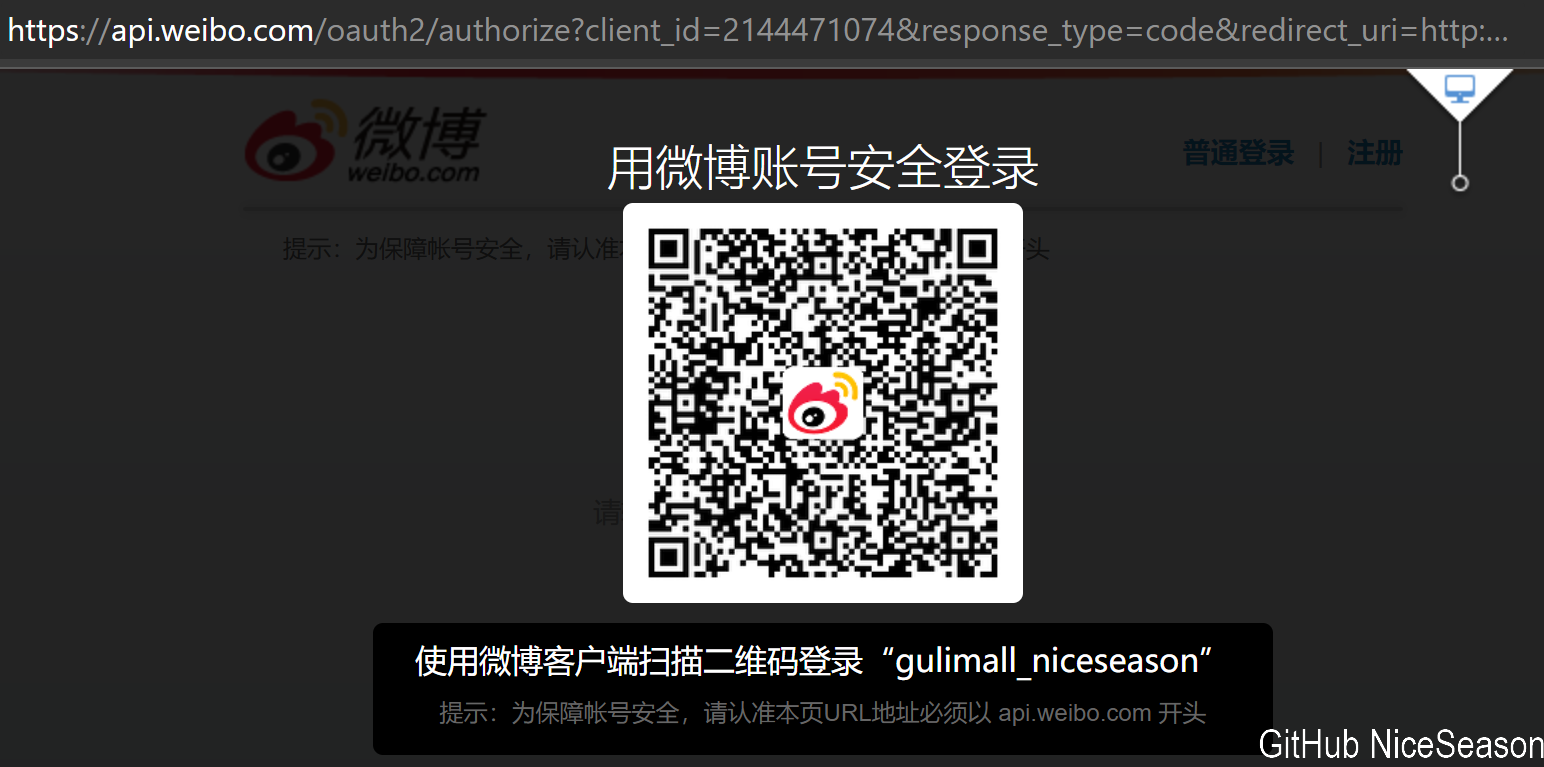 https://api.weibo.com/oauth2/authorize?client_id=2144471074&response_type=code&redirect_uri=http:...
微博
weibo.com
普通登录 | 注册
用微博账号安全登录
提示：为保障帐号安全，请认准本
开头
请
使用微博客户端扫描二维码登录“gulimall_niceseason”
提示：为保障帐号安全，请认准本页URL地址必须以 api.weibo.com 开头
GitHub NiceSeason